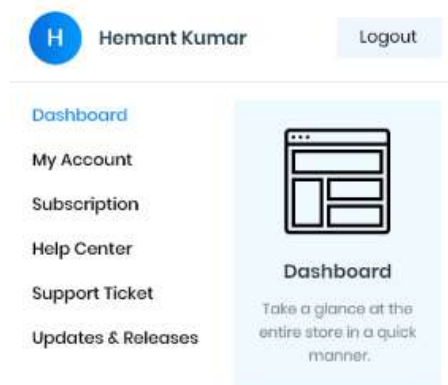 H
Hemant Kumar
Logout
Dashboard
My Account
Subscription
Help Center
Support Ticket
Updates & Releases
Dashboard
Take a glance at the
entire store in a quick
manner.